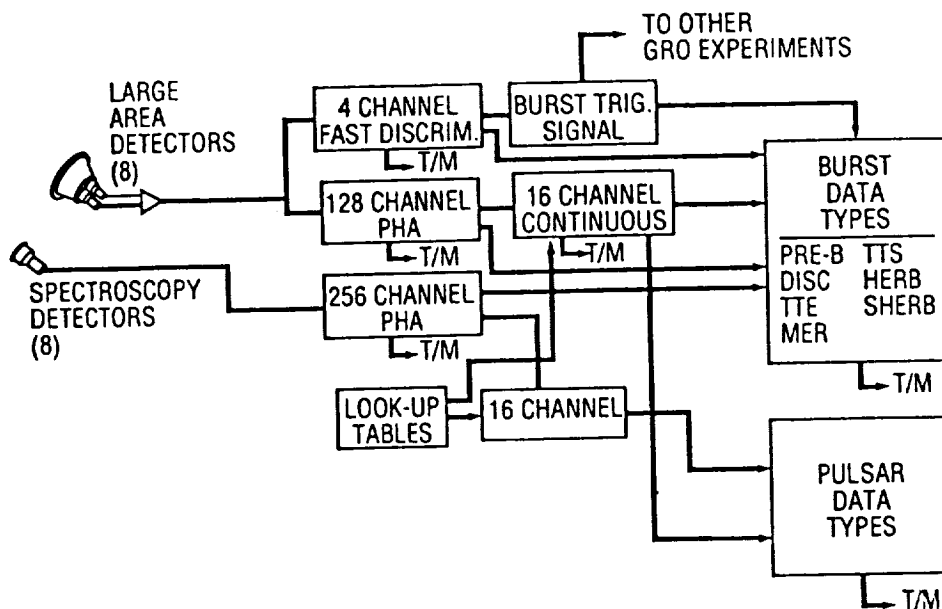 TO OTHER
GRO EXPERIMENTS
LARGE
AREA
DETECTORS
(8)
4 CHANNEL
FAST DISCRIM.
T/M
BURST TRIG.
SIGNAL
128 CHANNEL
PHA
T/M
16 CHANNEL
CONTINUOUS
T/M
BURST
DATA
TYPES
PRE-B TTS
DISC HERB
TTE SHERB
MER
T/M
SPECTROSCOPY
DETECTORS
(8)
256 CHANNEL
PHA
T/M
LOOK-UP
TABLES
16 CHANNEL
PULSAR
DATA
TYPES
T/M